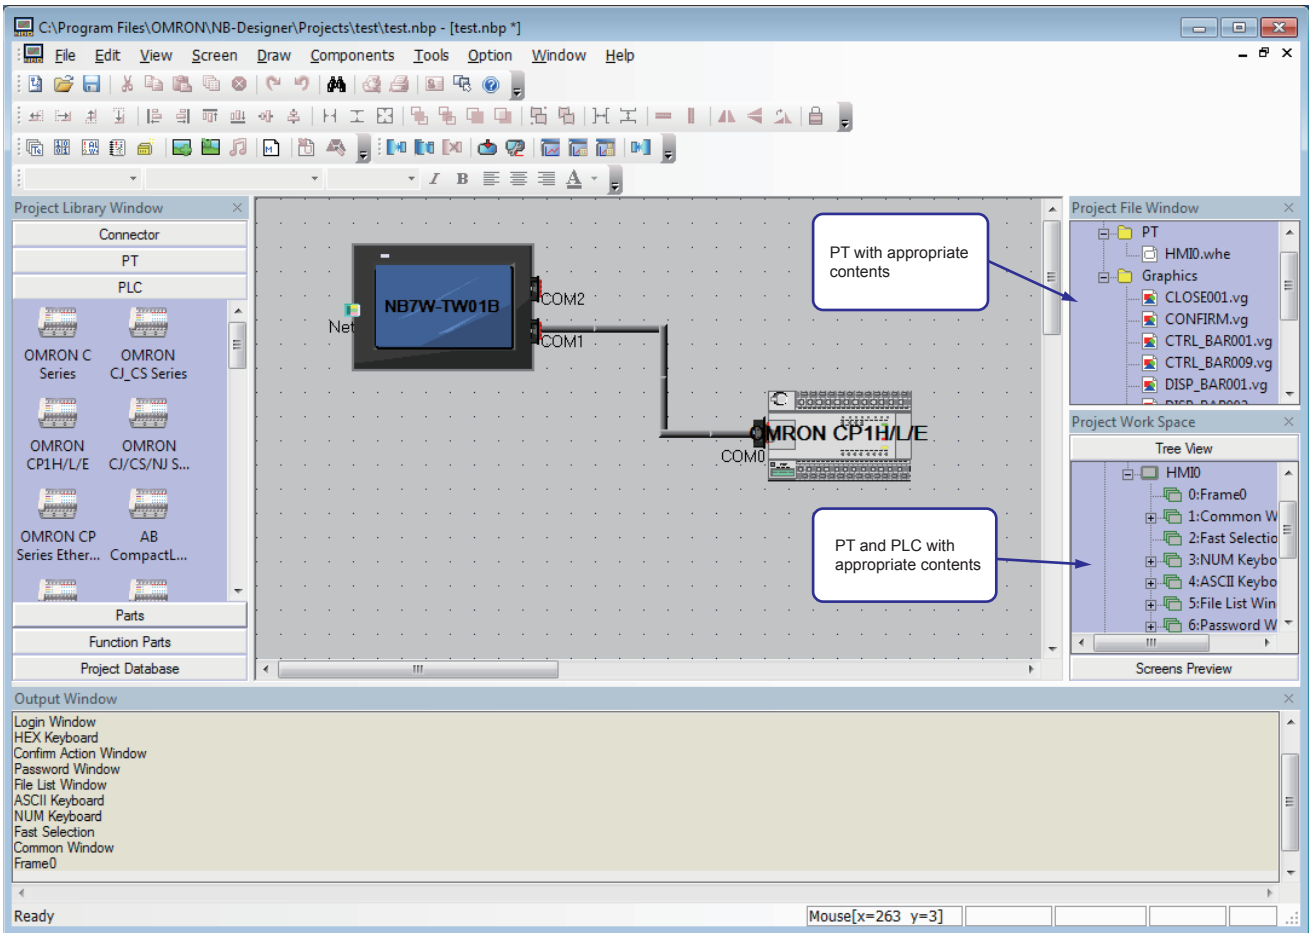 C:\Program Files\OMRON\NB-Designer\Projects\test\test.nbp - [test.nbp *]
File Edit View Screen Draw Components Tools Option Window Help
Project Library Window
Connector
PT
PLC
OMRON C Series
OMRON CJ_CS Series
OMRON CP1H/L/E
OMRON CJ/CS/NJ S...
OMRON CP Series Ether...
AB CompactL...
Parts
Function Parts
Project Database
NB7W-TW01B
COM2
Net
COM1
OMRON CP1H/L/E
COM0
PT with appropriate
contents
PT and PLC with
appropriate contents
Project File Window
PT
HMI0.whe
Graphics
CLOSE001.vg
CONFIRM.vg
CTRL_BAR001.vg
CTRL_BAR009.vg
DISP_BAR001.vg
Project Work Space
Tree View
HMI0
0:Frame0
1:Common W
2:Fast Selectio
3:NUM Keybo
4:ASCII Keybo
5:File List Win
6:Password W
Screens Preview
Output Window
Login Window
HEX Keyboard
Confirm Action Window
Password Window
File List Window
ASCII Keyboard
NUM Keyboard
Fast Selection
Common Window
Frame0
Ready
Mouse[x=263 y=3]